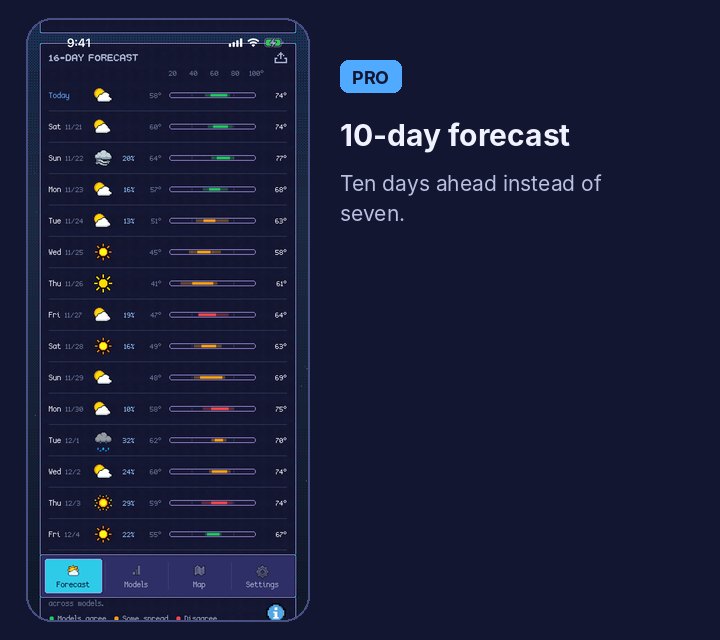 9:41
16-DAY FORECAST
20 40 60 80 100°
Today 58° 74°
Sat 11/21 60° 74°
Sun 11/22 20% 64° 77°
Mon 11/23 16% 57° 68°
Tue 11/24 13% 51° 63°
Wed 11/25 45° 58°
Thu 11/26 41° 61°
Fri 11/27 19% 47° 64°
Sat 11/28 16% 49° 63°
Sun 11/29 48° 69°
Mon 11/30 10% 58° 75°
Tue 12/1 32% 62° 70°
Wed 12/2 24% 60° 74°
Thu 12/3 29% 59° 74°
Fri 12/4 22% 55° 67°
Forecast Models Map Settings
across models.
Models agree Some spread Disagree
PRO
10-day forecast
Ten days ahead instead of
seven.